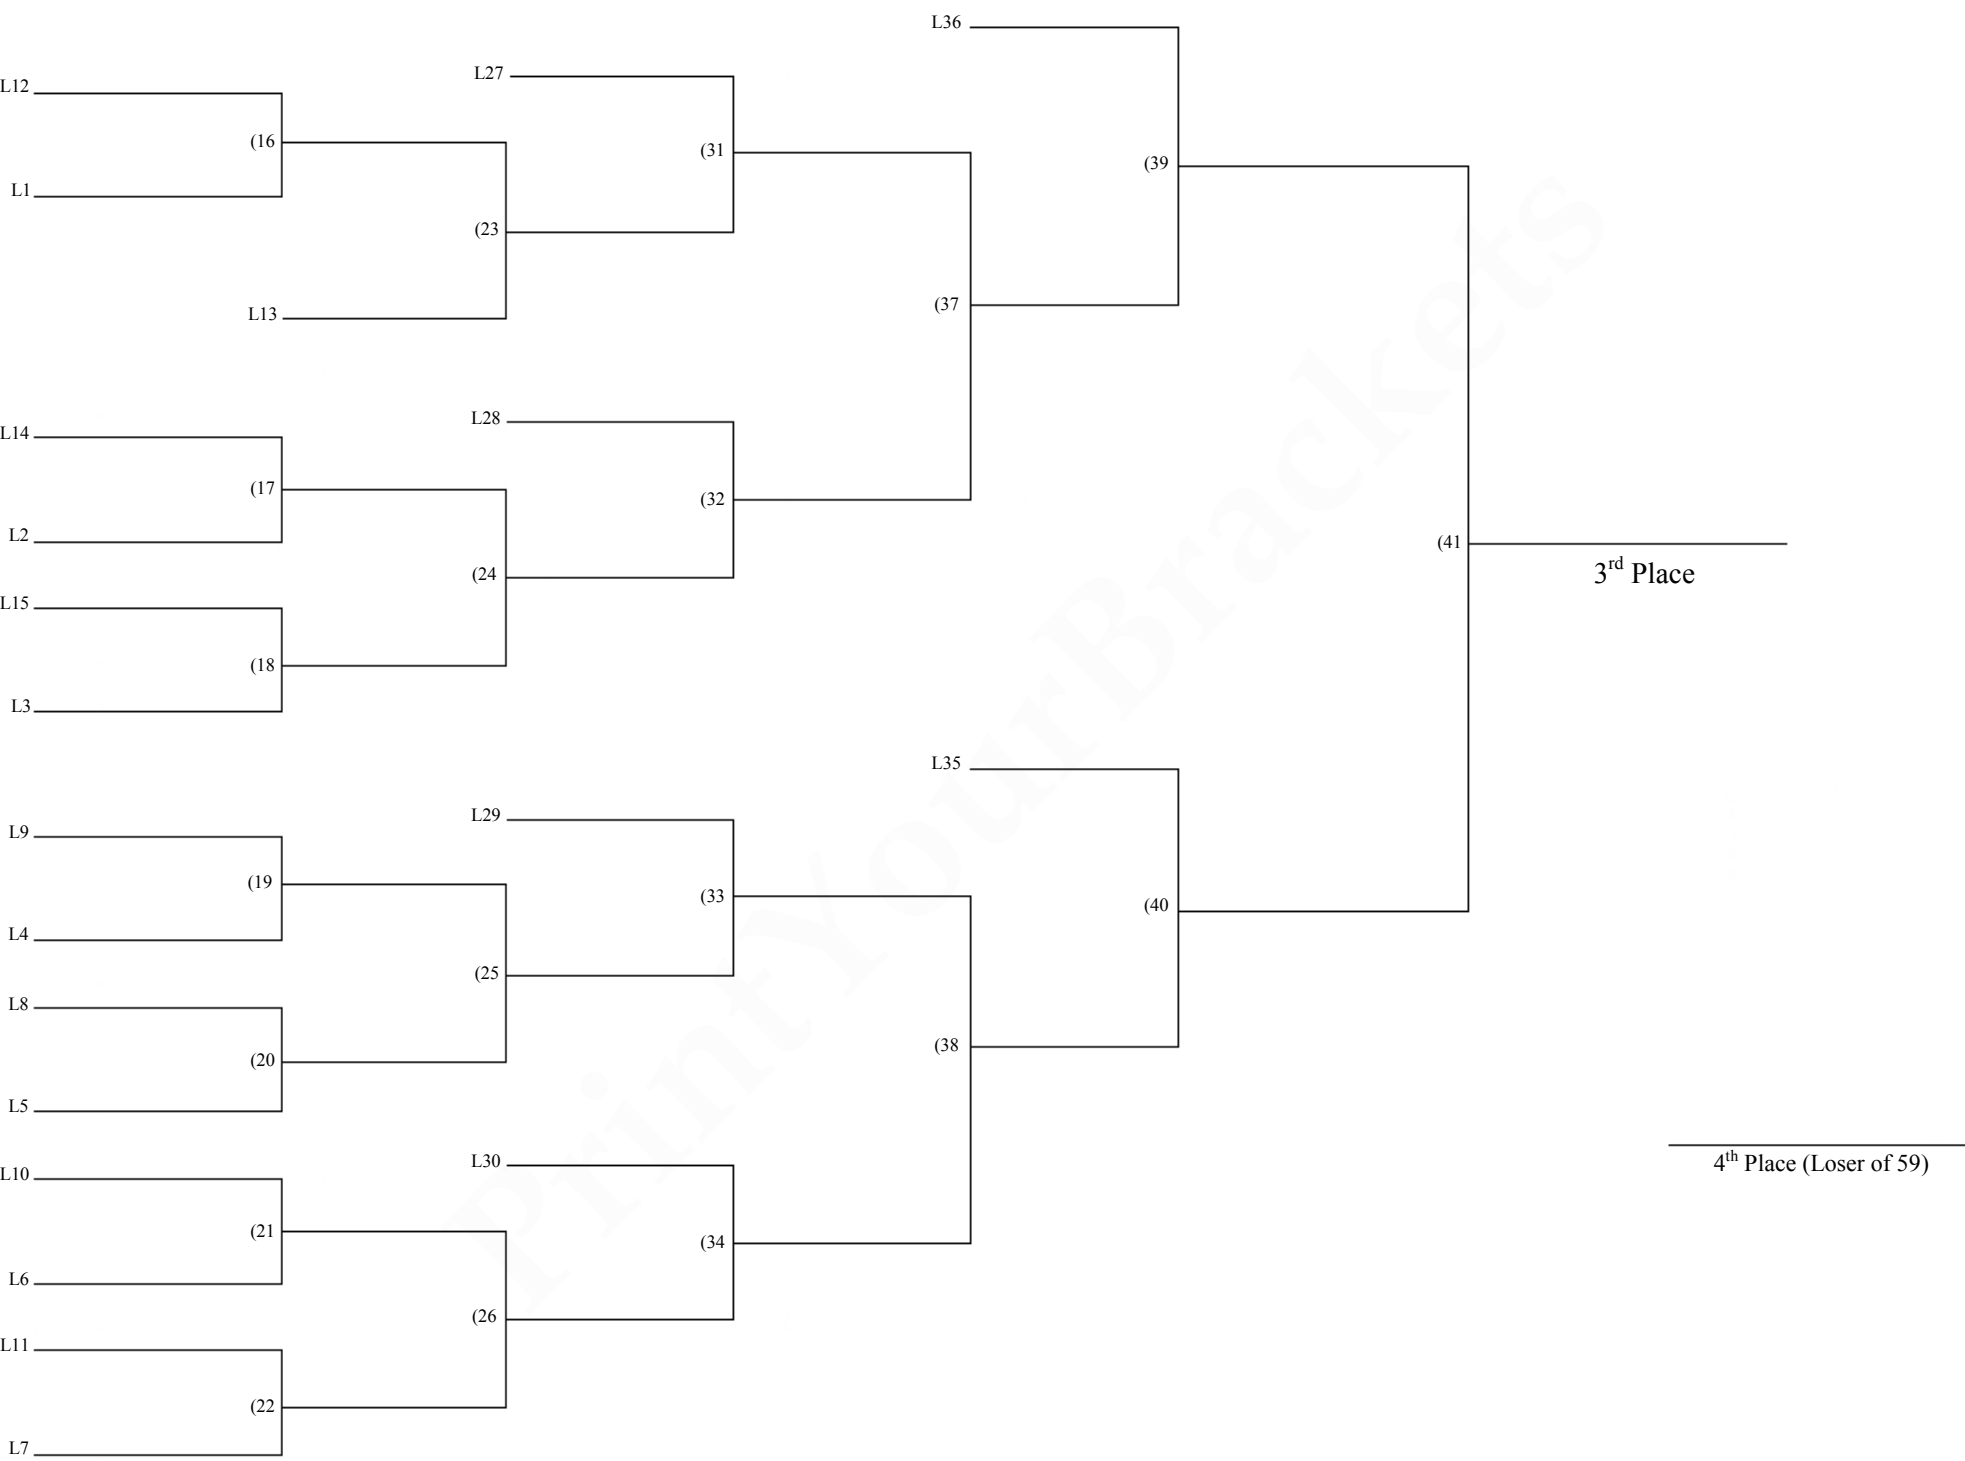 L36
L27
L12
(16
(31
(39
L1
(23
(37
L13
L28
L14
(17
(32
L2
(41
3rd Place
(24
L15
(18
L3
L35
L29
L9
(19
(33
(40
L4
(25
L8
(38
(20
L5
L30
4th Place (Loser of 59)
L10
(21
(34
L6
(26
L11
(22
L7
PrintYourBrackets